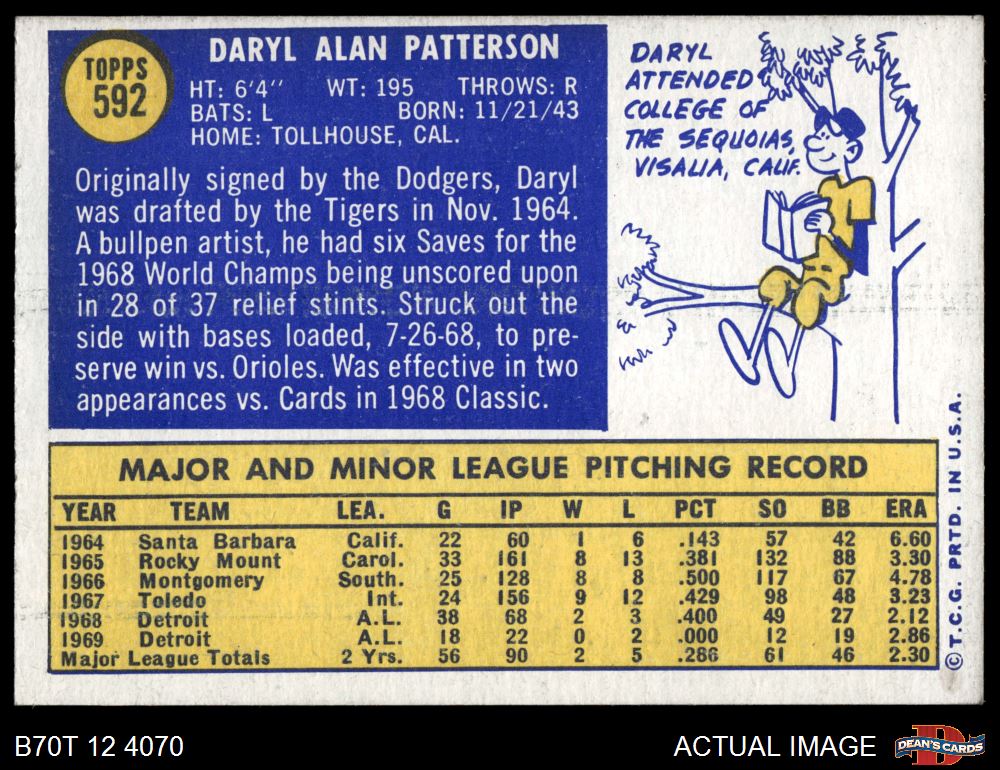 TOPPS
592
DARYL ALAN PATTERSON
HT: 6'4" WT: 195 THROWS: R
BATS: L BORN: 11/21/43
HOME: TOLLHOUSE, CAL.
Originally signed by the Dodgers, Daryl
was drafted by the Tigers in Nov. 1964.
A bullpen artist, he had six Saves for the
1968 World Champs being unscored upon
in 28 of 37 relief stints. Struck out the
side with bases loaded, 7-26-68, to pre-
serve win vs. Orioles. Was effective in two
appearances vs. Cards in 1968 Classic.
DARYL
ATTENDED
COLLEGE OF
THE SEQUOIAS,
VISALIA, CALIF.
MAJOR AND MINOR LEAGUE PITCHING RECORD
YEAR TEAM LEA. G IP W L PCT SO BB ERA
1964 Santa Barbara Calif. 22 60 1 6 .143 57 42 6.60
1965 Rocky Mount Carol. 33 161 8 13 .381 132 88 3.30
1966 Montgomery South. 25 128 8 8 .500 117 67 4.78
1967 Toledo Int. 24 156 9 12 .429 98 48 3.23
1968 Detroit A.L. 38 68 2 3 .400 49 27 2.12
1969 Detroit A.L. 18 22 0 2 .000 12 19 2.86
Major League Totals 2 Yrs. 56 90 2 5 .286 61 46 2.30
© T.C.G. PRTD. IN U.S.A.
B70T 12 4070
ACTUAL IMAGE
D
DEAN'S CARDS